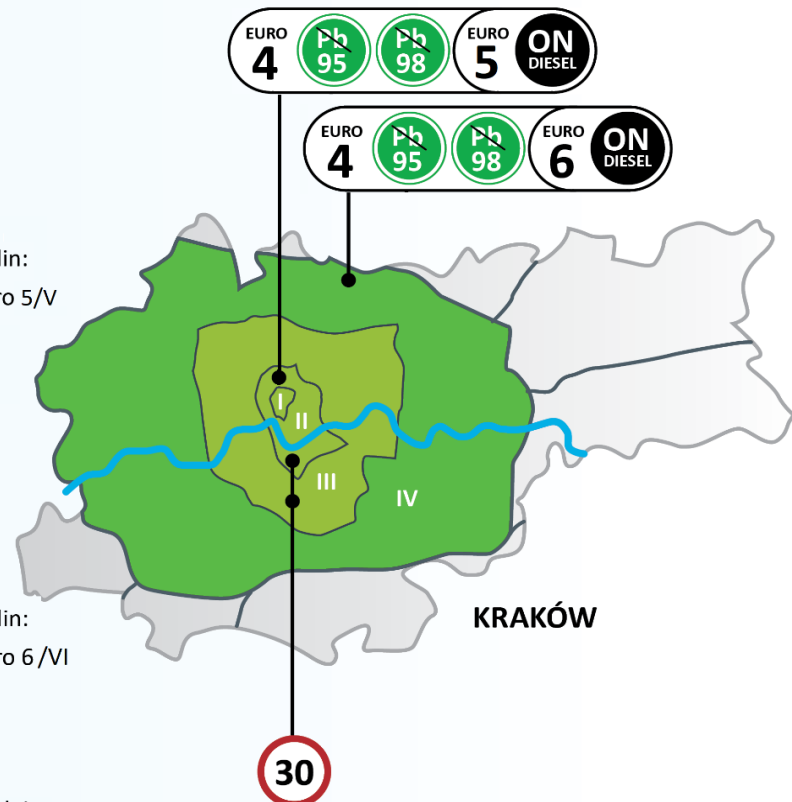 EURO
4
Pb
95
Pb
98
EURO
5
ON
DIESEL
EURO
4
Pb
95
Pb
98
EURO
6
ON
DIESEL
lin:
ro 5/V
I
II
III
IV
lin:
ro 6/VI
KRAKÓW
30